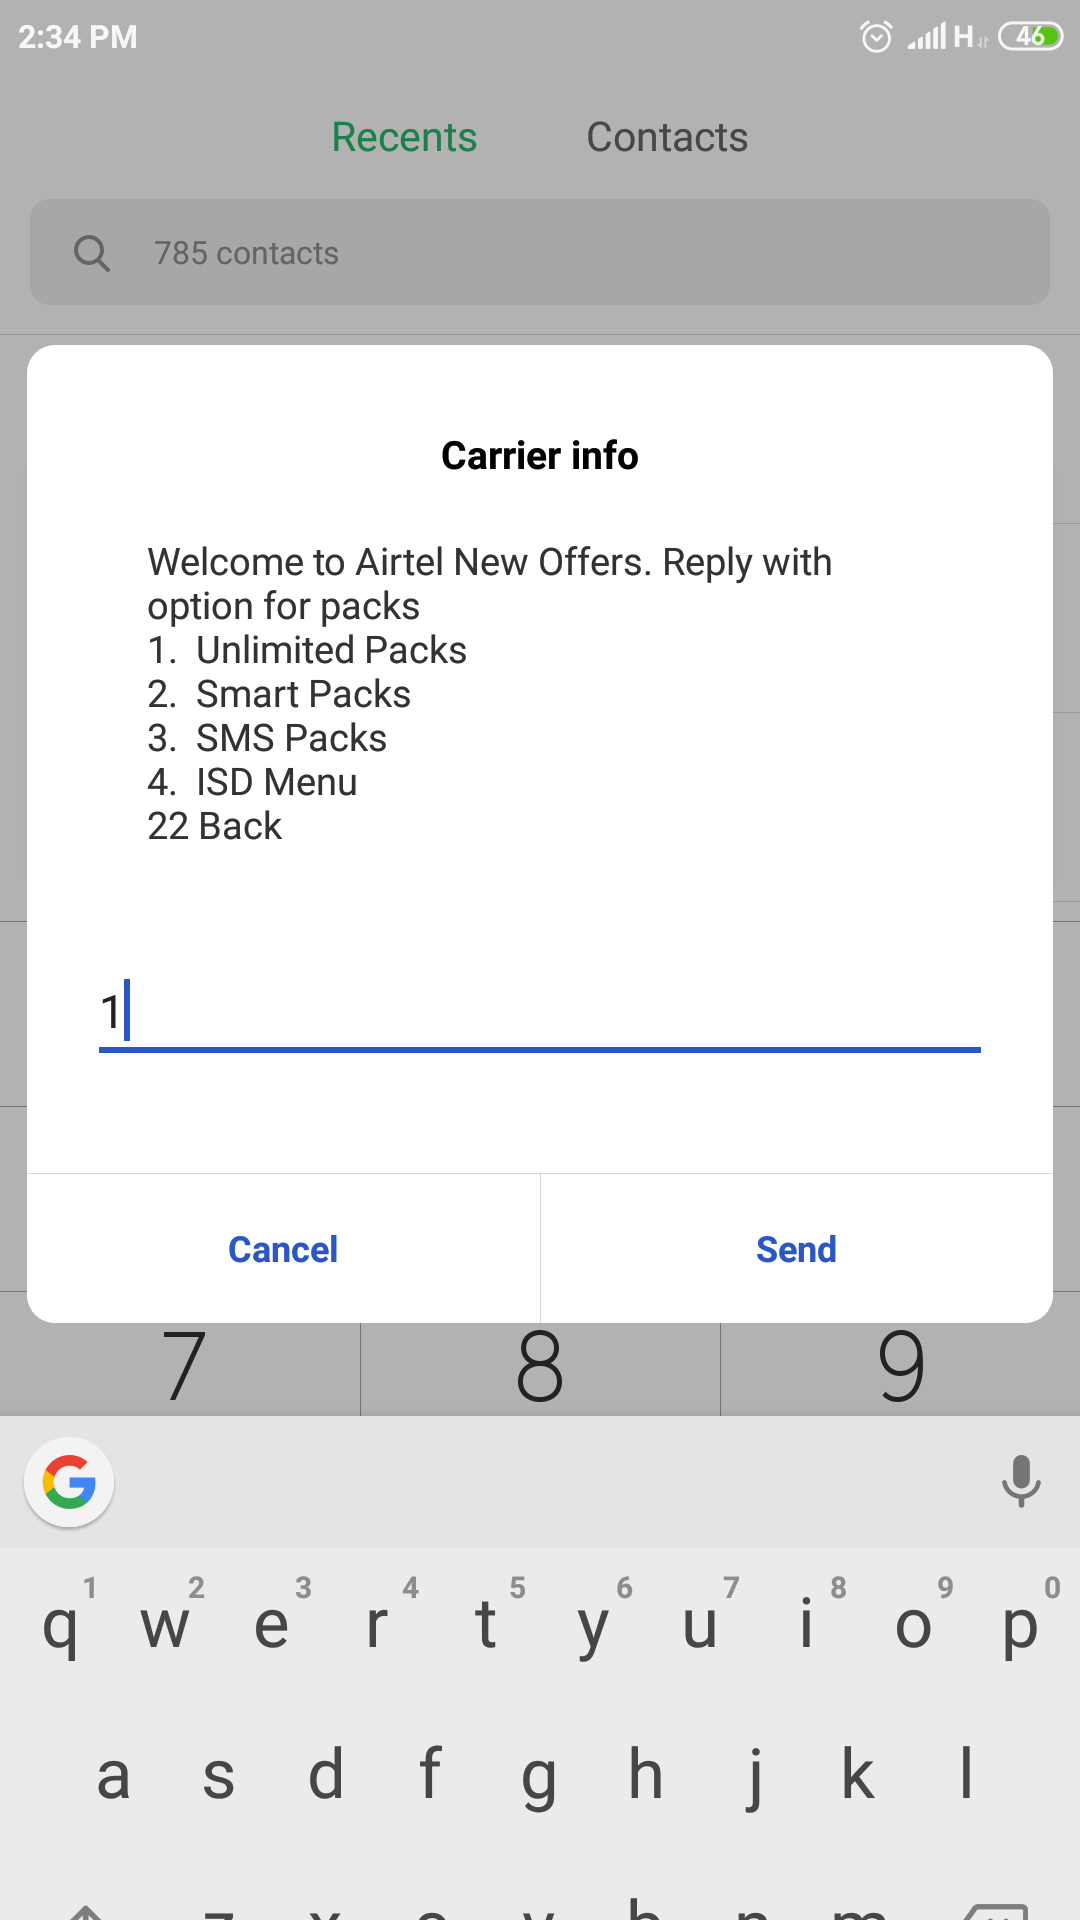 2:34 PM
H
46
Recents Contacts
785 contacts
Carrier info
Welcome to Airtel New Offers. Reply with
option for packs
1. Unlimited Packs
2. Smart Packs
3. SMS Packs
4. ISD Menu
22 Back
1
Cancel Send
7 8 9
G
1 2 3 4 5 6 7 8 9 0
q w e r t y u i o p
a s d f g h j k l
z x c v b n m